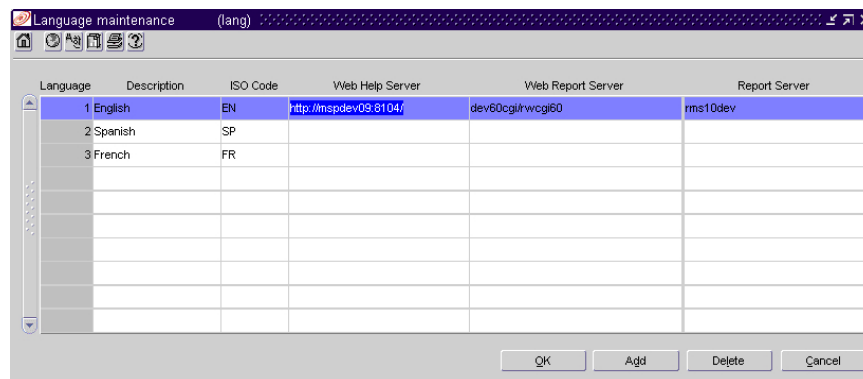 Language maintenance (lang)
Language Description ISO Code Web Help Server Web Report Server Report Server
1 English EN http://mspdev09:8104/ dev60cgi/rwcgi60 rms10dev
2 Spanish SP
3 French FR
OK Add Delete Cancel